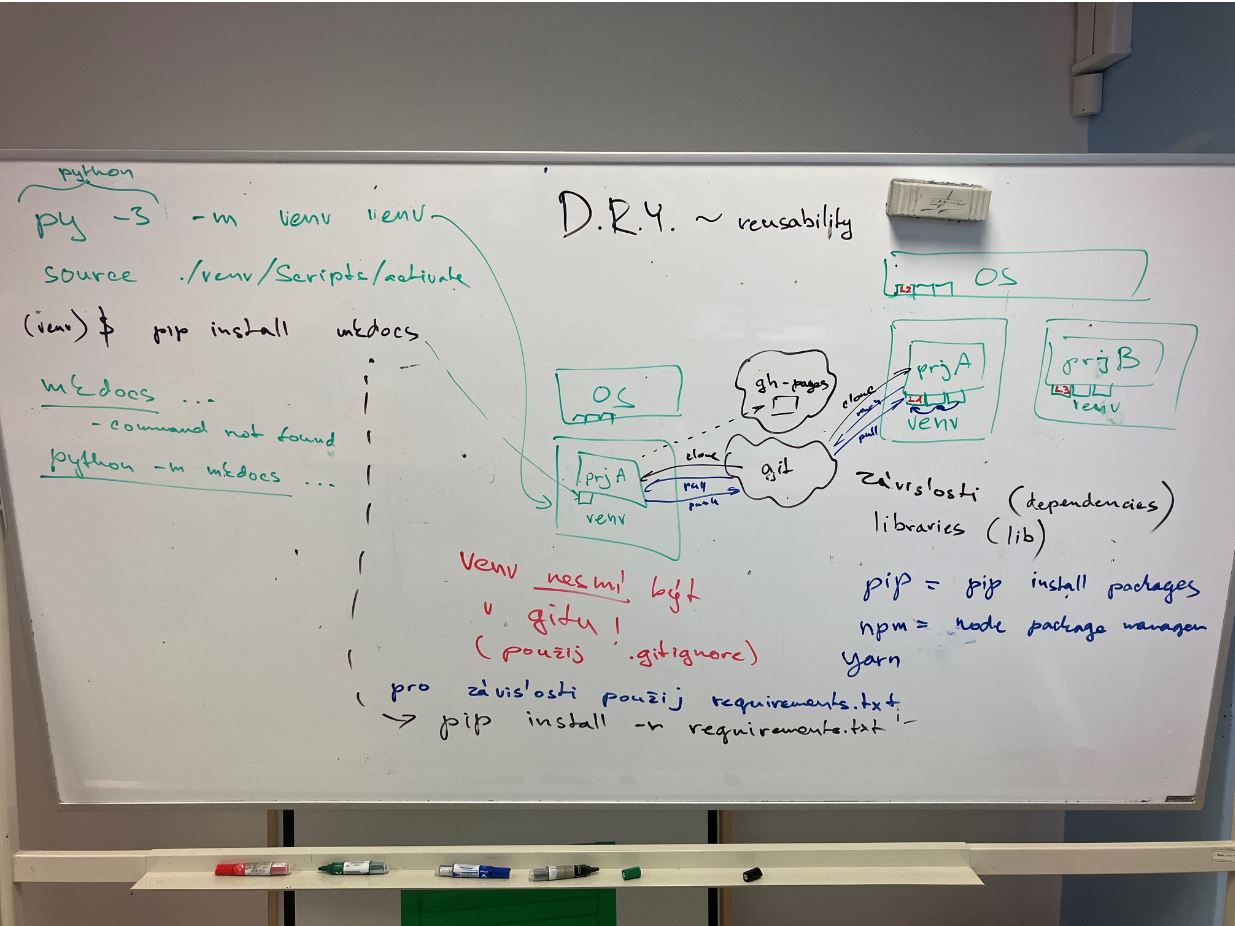 python
py -3 -m venv venv
source ./venv/Scripts/activate
(venv) $ pip install mkdocs
mkdocs ...
- command not found
python -m mkdocs ...
D.R.Y. ~ reusability
OS
prjA
venv
gh-pages
git
clone
pull
push
clone
push
pull
OS
L2
prjA
L1
venv
prjB
L3
venv
závislosti (dependencies)
libraries (lib)
pip = pip install packages
npm = node package manager
yarn
venv nesmí být
v gitu!
(použij .gitignore)
pro závislosti použij requirements.txt
→ pip install -r requirements.txt